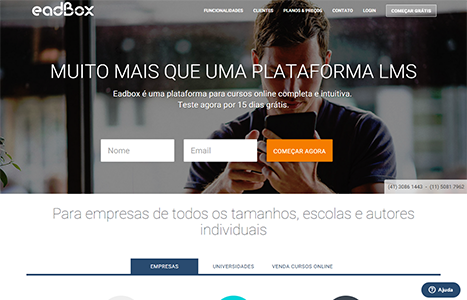 eadBox
FUNCIONALIDADES CLIENTES PLANOS & PREÇOS CONTATO LOGIN COMEÇAR GRÁTIS
MUITO MAIS QUE UMA PLATAFORMA LMS
Eadbox é uma plataforma para cursos online completa e intuitiva.
Teste agora por 15 dias grátis.
Nome Email COMEÇAR AGORA
(47) 3086 1443 - (11) 5081 7962
Para empresas de todos os tamanhos, escolas e autores
individuais
EMPRESAS UNIVERSIDADES VENDA CURSOS ONLINE
? Ajuda